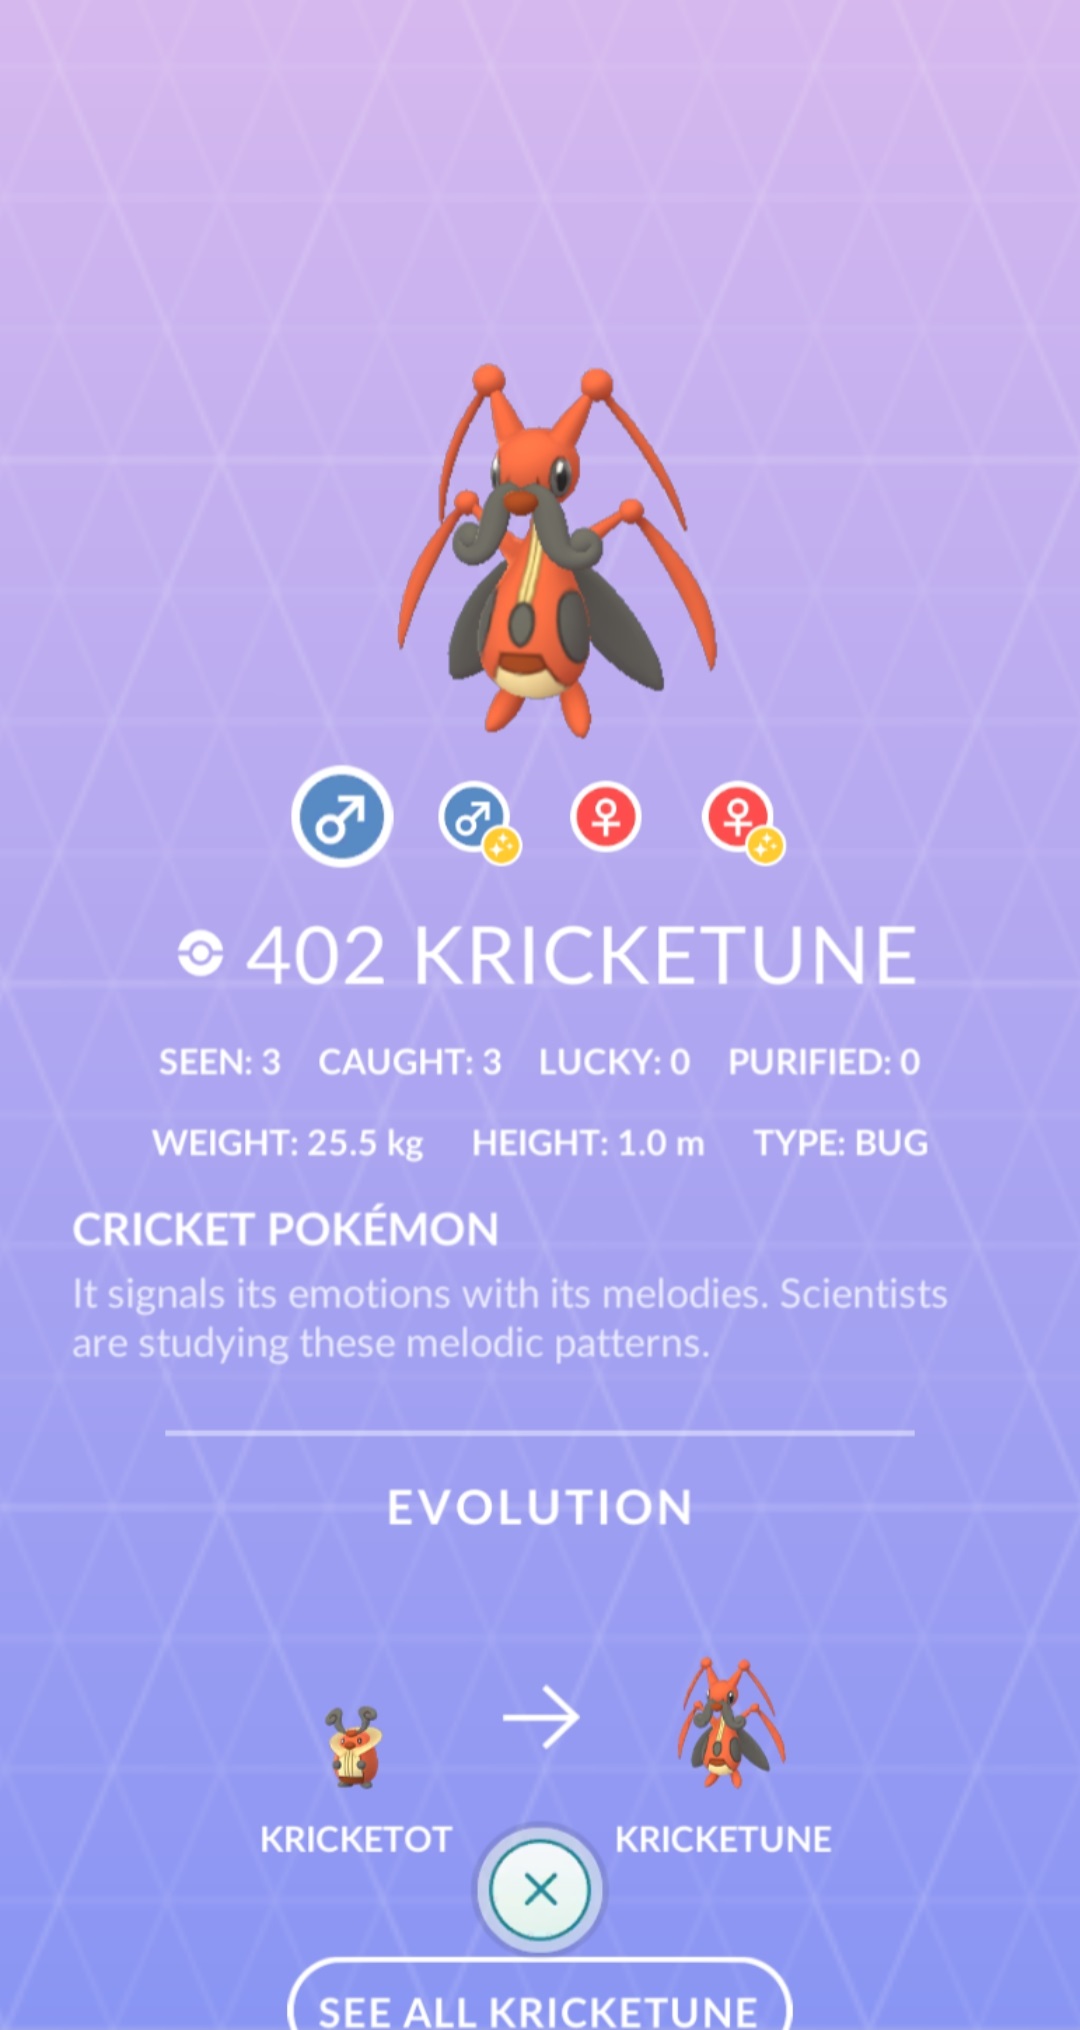 402 KRICKETUNE
SEEN: 3 CAUGHT: 3 LUCKY: 0 PURIFIED: 0
WEIGHT: 25.5 kg HEIGHT: 1.0 m TYPE: BUG
CRICKET POKÉMON
It signals its emotions with its melodies. Scientists
are studying these melodic patterns.
EVOLUTION
KRICKETOT KRICKETUNE
SEE ALL KRICKETUNE